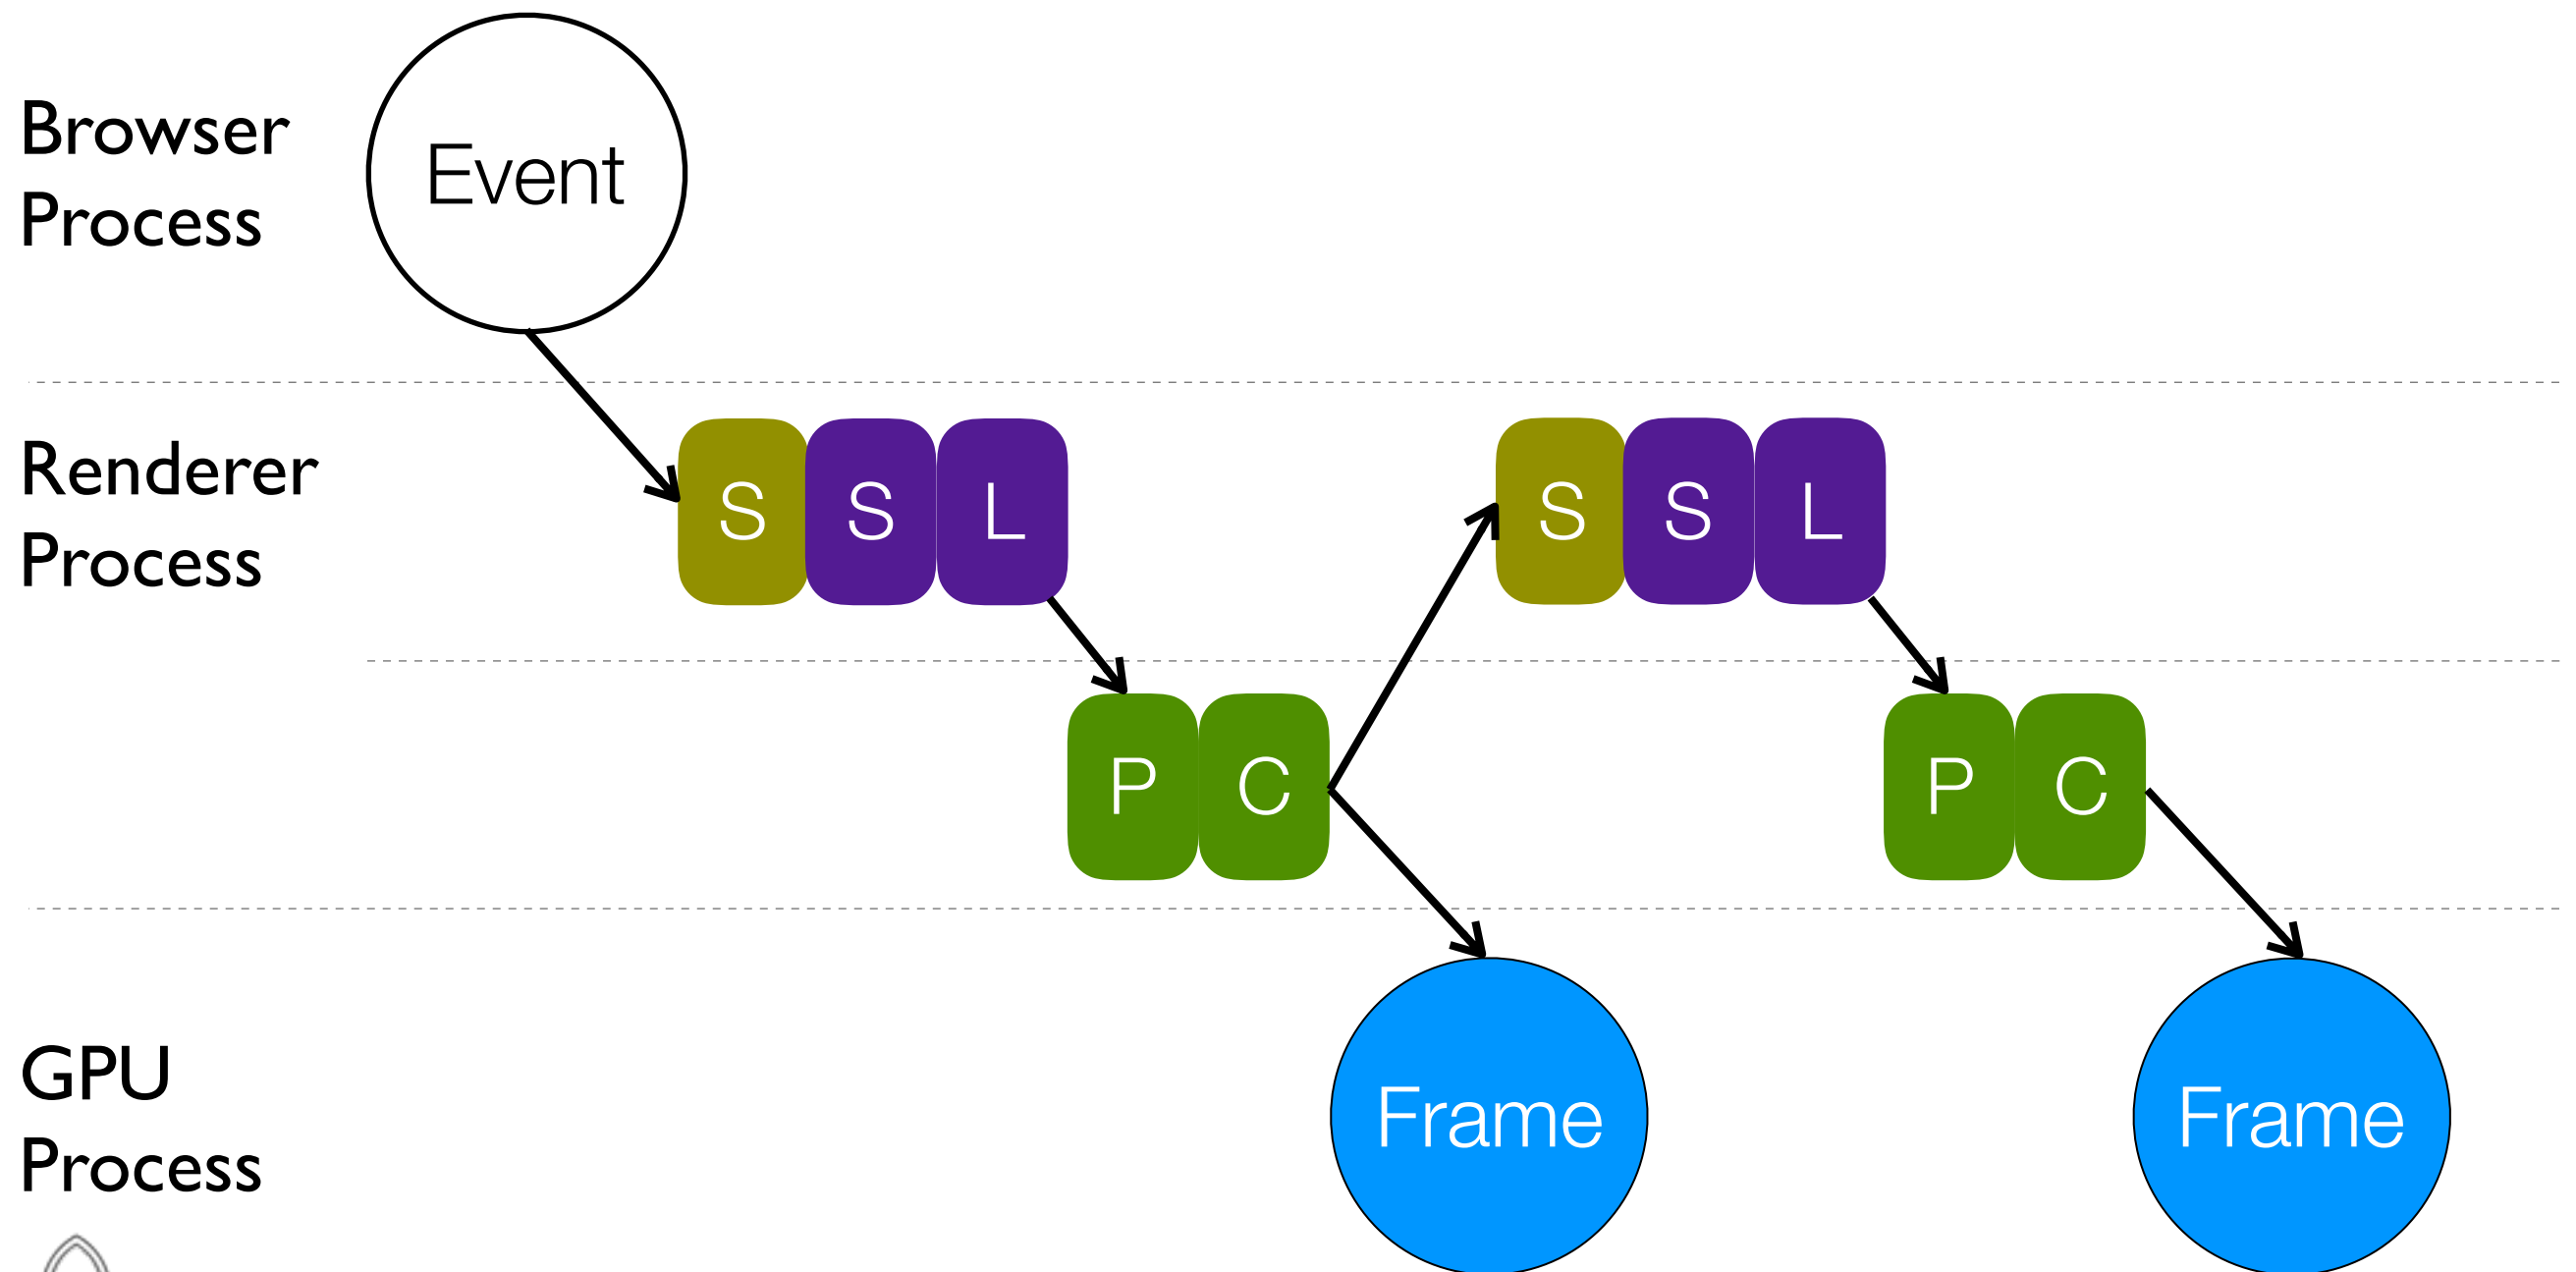 Browser
Process
Event
Renderer
Process
S S L
S S L
P C
P C
GPU
Process
Frame
Frame